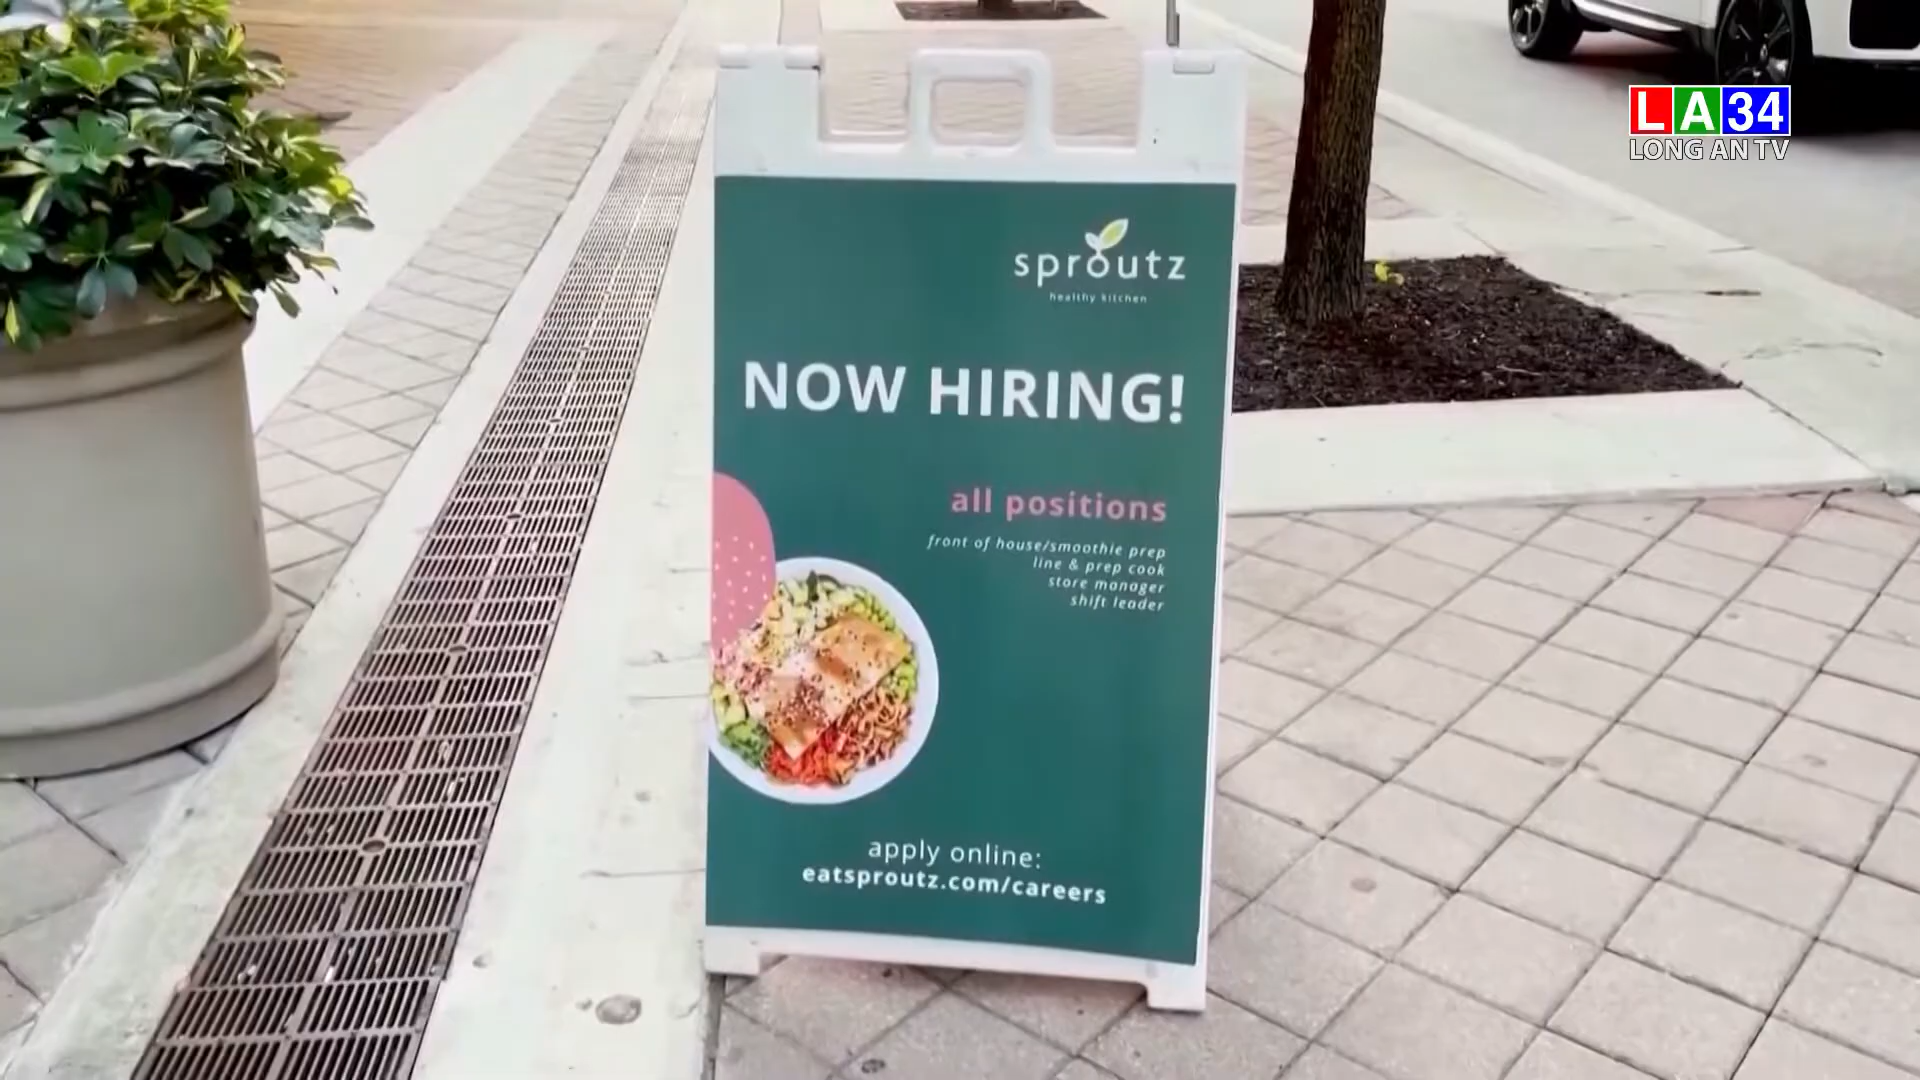 LA34
LONG AN TV
sproutz
healthy kitchen
NOW HIRING!
all positions
front of house/smoothie prep
line & prep cook
store manager
shift leader
apply online:
eatsproutz.com/careers